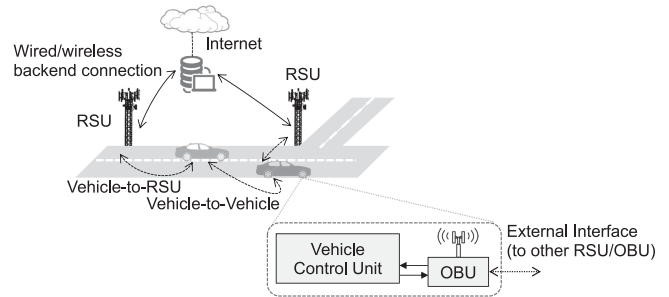 Internet
Wired/wireless
backend connection
RSU
RSU
Vehicle-to-RSU
Vehicle-to-Vehicle
External Interface
(to other RSU/OBU)
Vehicle
Control Unit
OBU